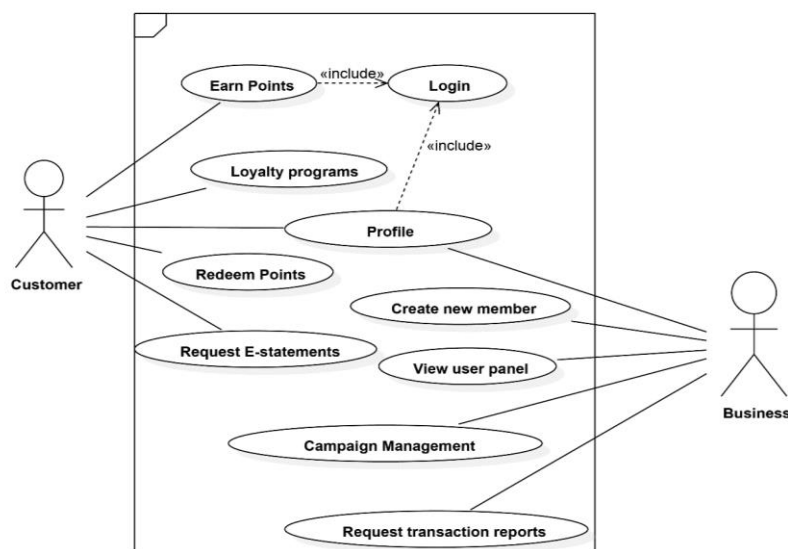 «include»
Earn Points
Login
«include»
Loyalty programs
Profile
Customer
Redeem Points
Create new member
Request E-statements
View user panel
Business
Campaign Management
Request transaction reports